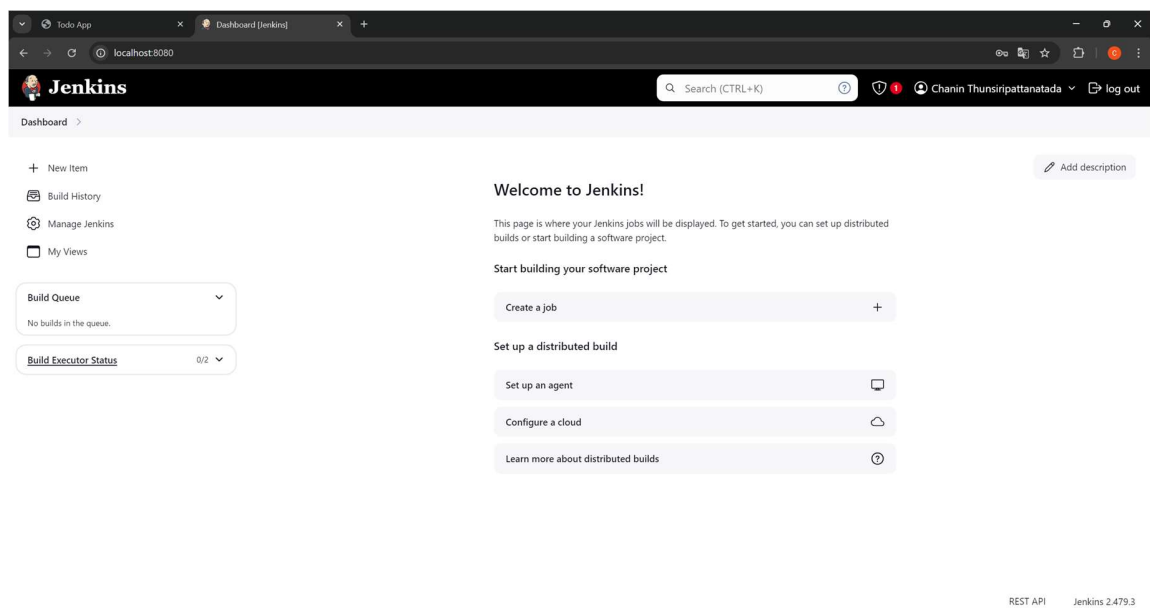 Todo App
Dashboard [Jenkins]
localhost:8080
Jenkins
Search (CTRL+K)
1
Chanin Thunsiripattanatada
log out
C
Dashboard
New Item
Build History
Manage Jenkins
My Views
Build Queue
No builds in the queue.
Build Executor Status 0/2
Add description
Welcome to Jenkins!
This page is where your Jenkins jobs will be displayed. To get started, you can set up distributed
builds or start building a software project.
Start building your software project
Create a job
Set up a distributed build
Set up an agent
Configure a cloud
Learn more about distributed builds
REST API
Jenkins 2.479.3